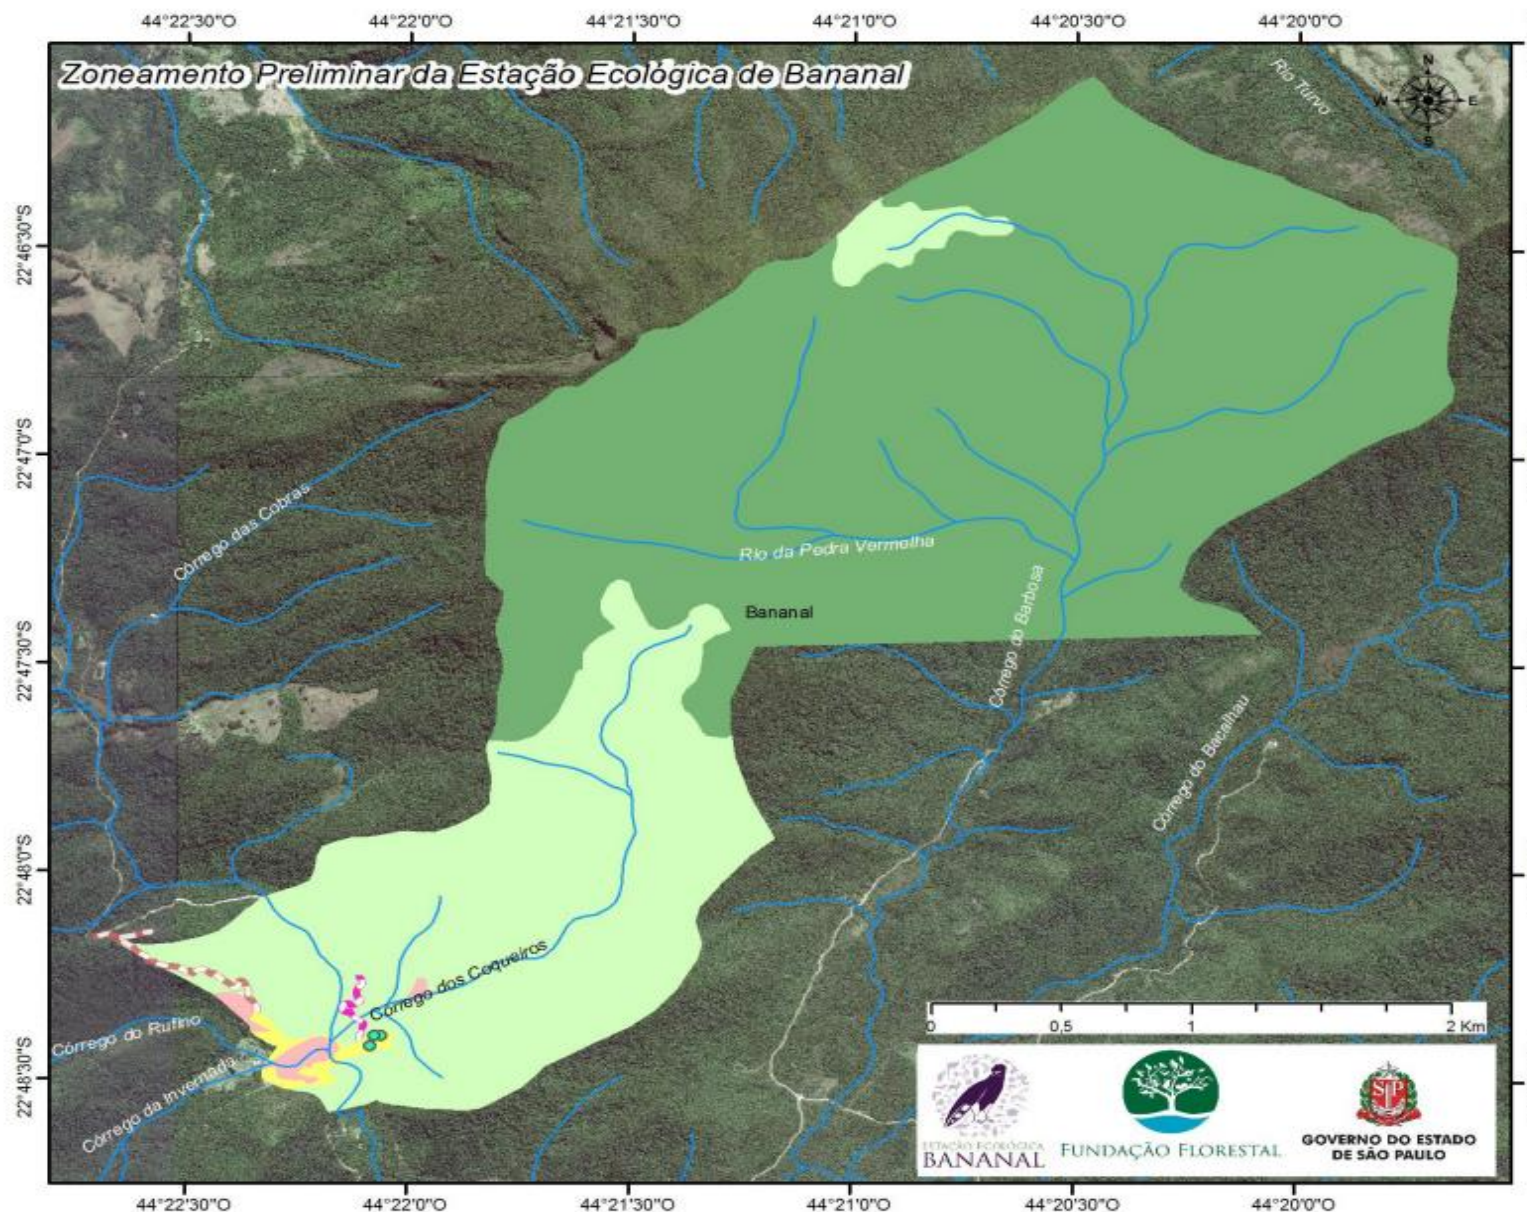 44°22'30"O 44°22'0"O 44°21'30"O 44°21'0"O 44°20'30"O 44°20'0"O
Zoneamento Preliminar da Estação Ecológica de Bananal
Rio Turvo
N
W E
S
22°46'30"S
22°47'0"S
Córrego das Cobras
Rio da Pedra Vermelha
Bananal
Córrego do Barbosa
22°47'30"S
Córrego do Bacalhau
22°48'0"S
Córrego dos Coqueiros
Córrego do Rufino
Córrego da Invernada
22°48'30"S
0 0,5 1 2 Km
ESTAÇÃO ECOLÓGICA
BANANAL
FUNDAÇÃO FLORESTAL
SP
GOVERNO DO ESTADO
DE SÃO PAULO
44°22'30"O 44°22'0"O 44°21'30"O 44°21'0"O 44°20'30"O 44°20'0"O